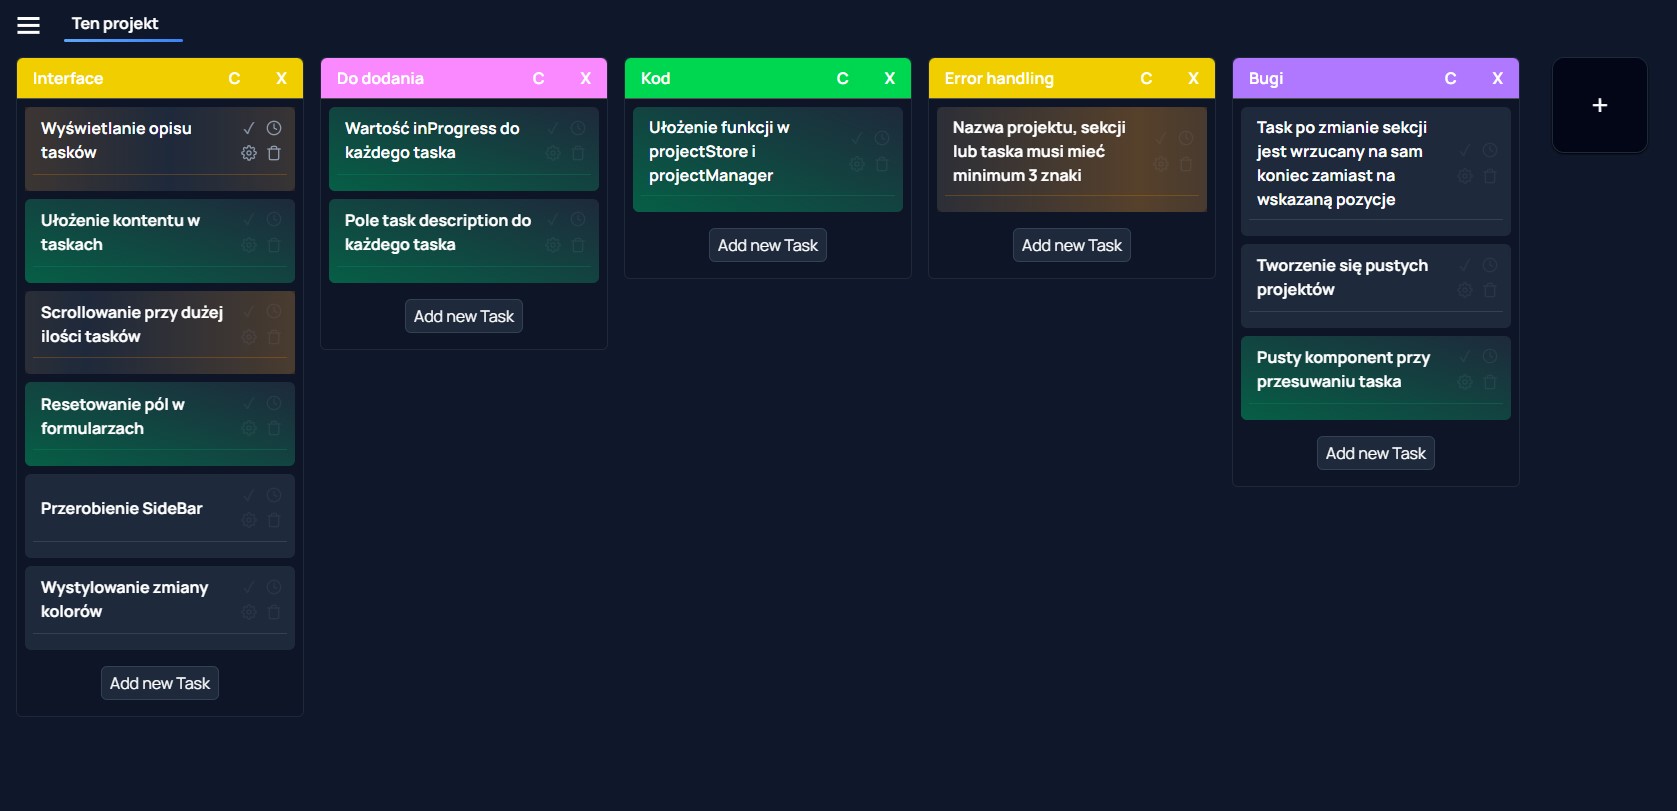 Ten projekt
Interface C X
Wyświetlanie opisu
tasków
Ułożenie kontentu w
taskach
Scrollowanie przy dużej
ilości tasków
Resetowanie pól w
formularzach
Przerobienie SideBar
Wystylowanie zmiany
kolorów
Add new Task
Do dodania C X
Wartość inProgress do
każdego taska
Pole task description do
każdego taska
Add new Task
Kod C X
Ułożenie funkcji w
projectStore i
projectManager
Add new Task
Error handling C X
Nazwa projektu, sekcji
lub taska musi mieć
minimum 3 znaki
Add new Task
Bugi C X
Task po zmianie sekcji
jest wrzucany na sam
koniec zamiast na
wskazaną pozycje
Tworzenie się pustych
projektów
Pusty komponent przy
przesuwaniu taska
Add new Task
+